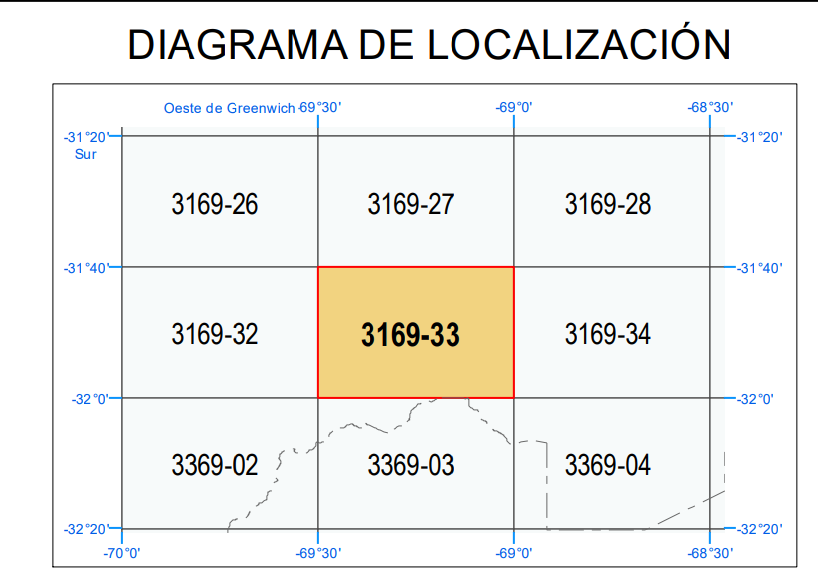 DIAGRAMA DE LOCALIZACIÓN
Oeste de Greenwich -69°30' -69°0' -68°30'
-31°20' -31°20'
Sur
3169-26 3169-27 3169-28
-31°40' -31°40'
3169-32 3169-33 3169-34
-32°0' -32°0'
3369-02 3369-03 3369-04
-32°20' -32°20'
-70°0' -69°30' -69°0' -68°30'